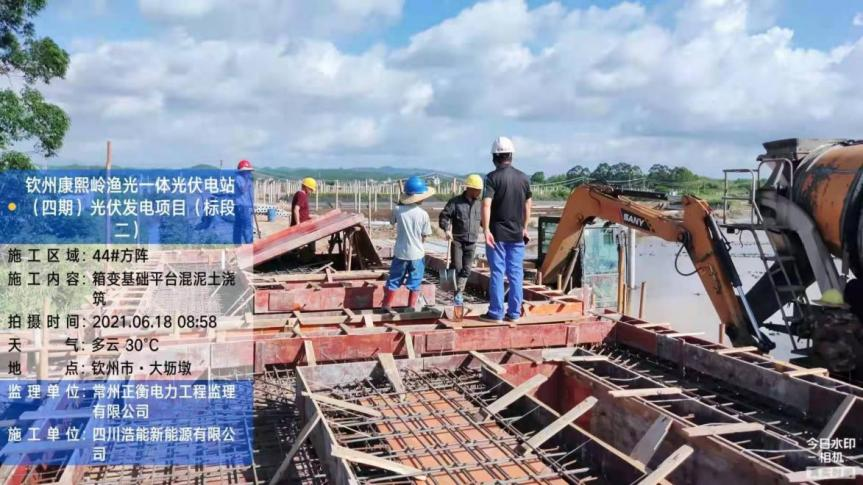 钦州康熙岭渔光一体光伏电站
（四期）光伏发电项目（标段
二）
施工区域：44#方阵
施工内容：箱变基础平台混泥土浇
筑
拍摄时间：2021.06.18 08:58
天气：多云 30°C
地点：钦州市·大坜墩
监理单位：常州正衡电力工程监理
有限公司
施工单位：四川浩能新能源有限公
司
SANY
今日水印
相机